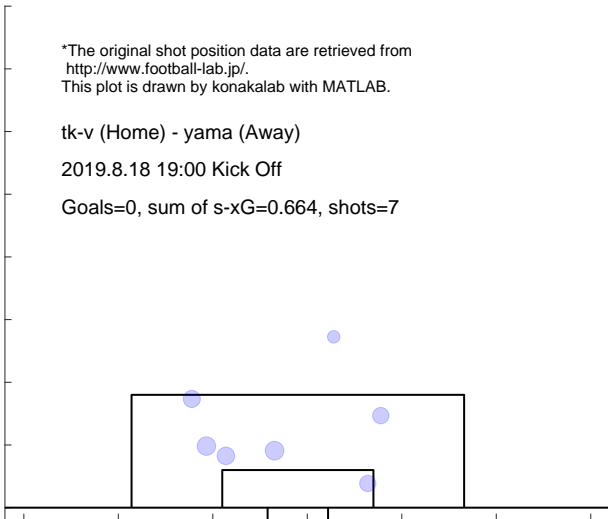 *The original shot position data are retrieved from
http://www.football-lab.jp/.
This plot is drawn by konakalab with MATLAB.
tk-v (Home) - yama (Away)
2019.8.18 19:00 Kick Off
Goals=0, sum of s-xG=0.664, shots=7